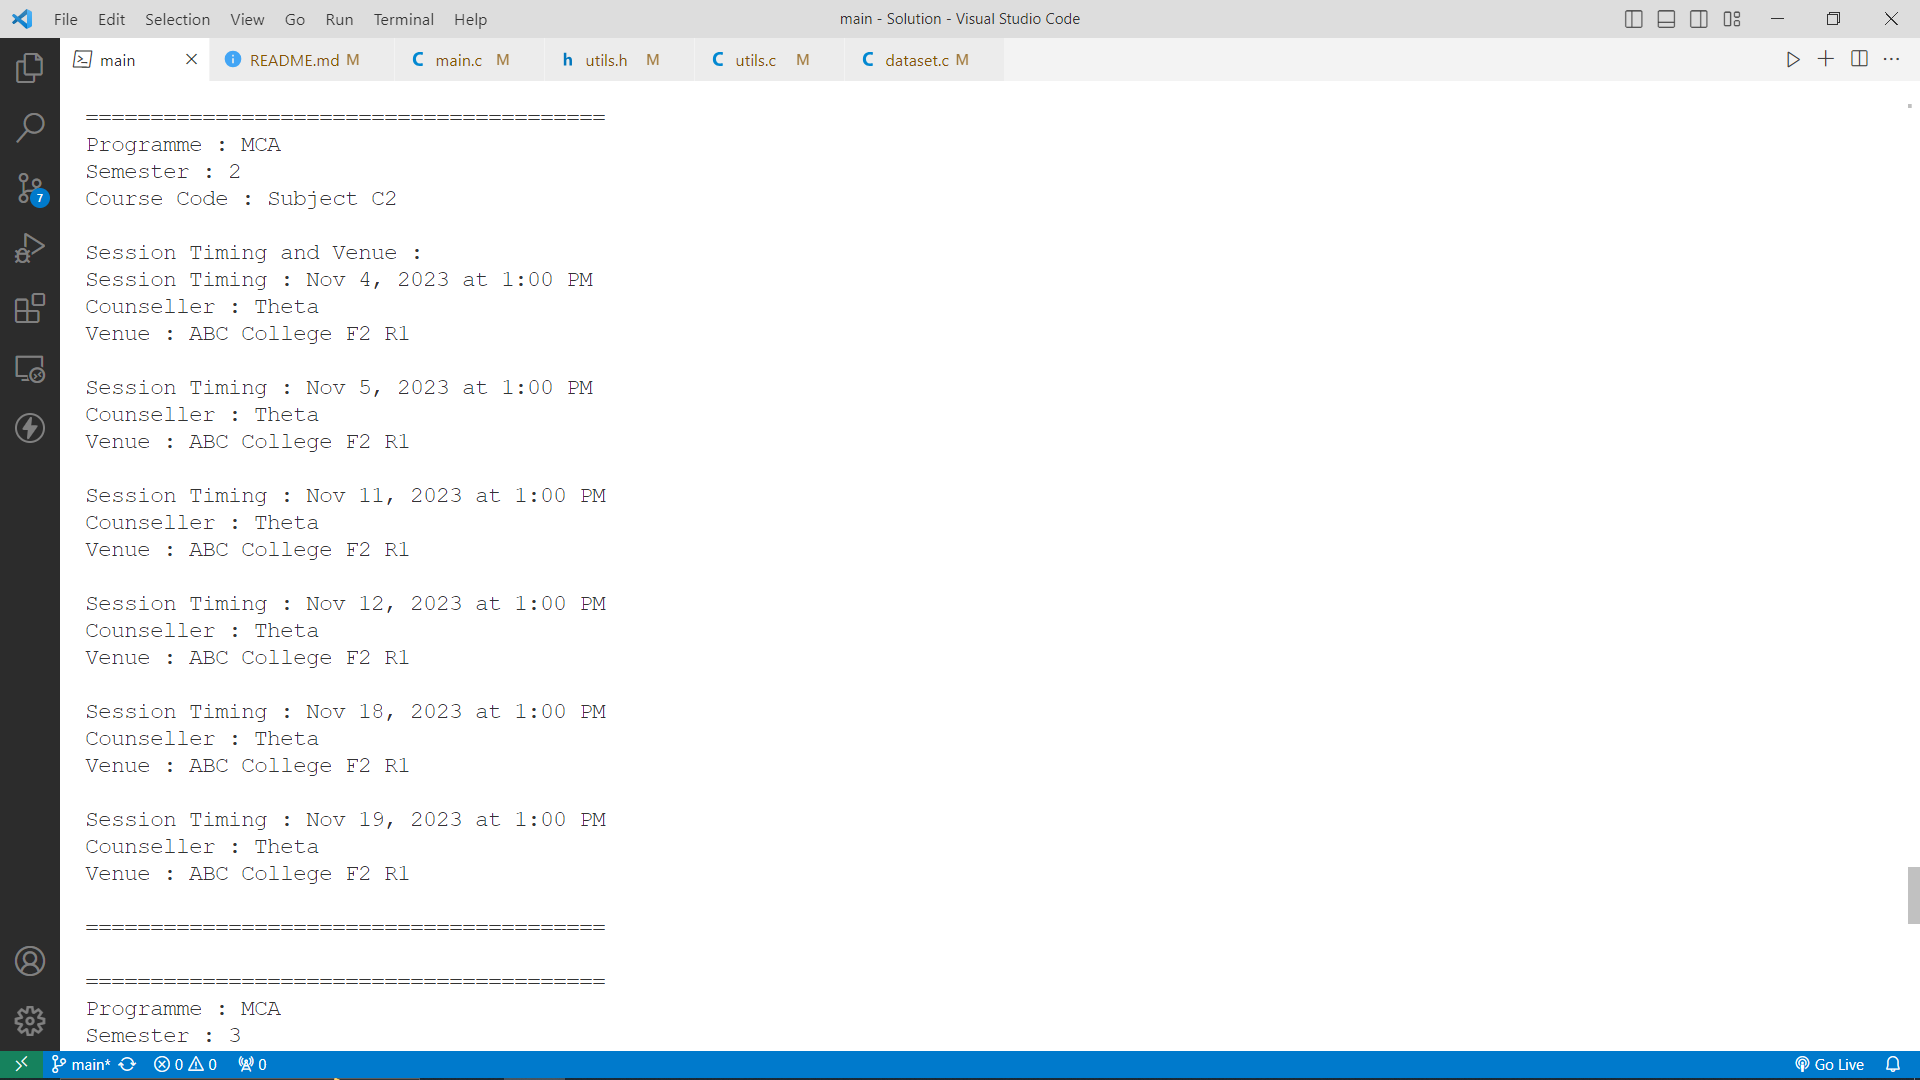 File Edit Selection View Go Run Terminal Help
main - Solution - Visual Studio Code
main
README.md M
C main.c M
h utils.h M
C utils.c M
C dataset.c M
========================================
Programme : MCA
Semester : 2
Course Code : Subject C2
Session Timing and Venue :
Session Timing : Nov 4, 2023 at 1:00 PM
Counseller : Theta
Venue : ABC College F2 R1
Session Timing : Nov 5, 2023 at 1:00 PM
Counseller : Theta
Venue : ABC College F2 R1
Session Timing : Nov 11, 2023 at 1:00 PM
Counseller : Theta
Venue : ABC College F2 R1
Session Timing : Nov 12, 2023 at 1:00 PM
Counseller : Theta
Venue : ABC College F2 R1
Session Timing : Nov 18, 2023 at 1:00 PM
Counseller : Theta
Venue : ABC College F2 R1
Session Timing : Nov 19, 2023 at 1:00 PM
Counseller : Theta
Venue : ABC College F2 R1
========================================
========================================
Programme : MCA
Semester : 3
7
main* 0 0 0
Go Live